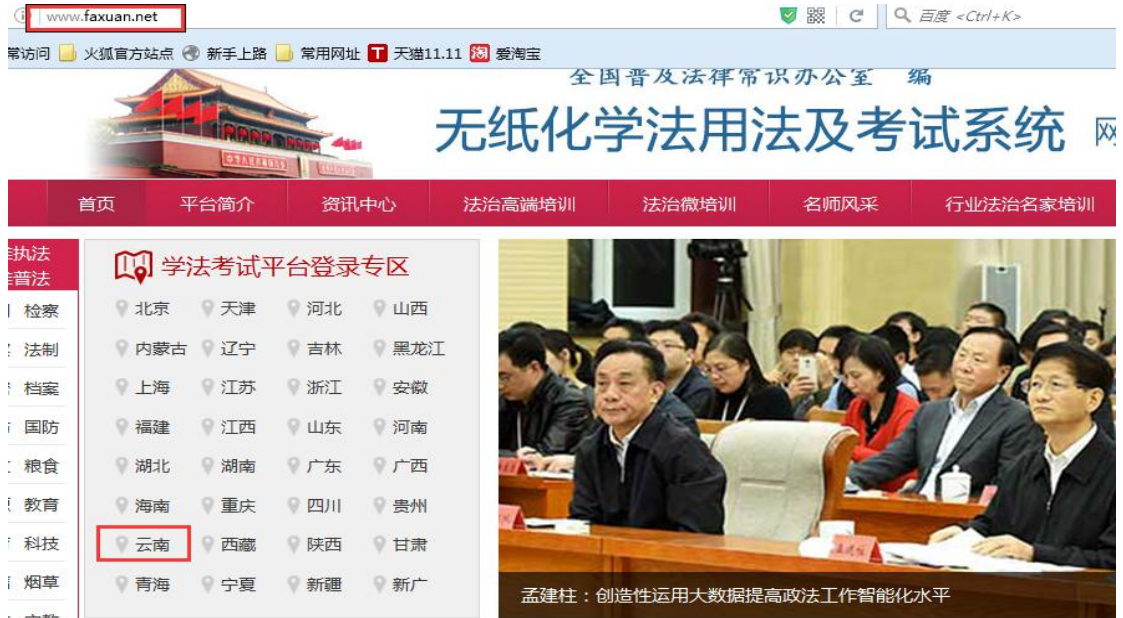 www.faxuan.net
百度 <Ctrl+K>
常访问 火狐官方站点 新手上路 常用网址 天猫11.11 淘 爱淘宝
全国普及法律常识办公室 编
无纸化学法用法及考试系统 网
首页 平台简介 资讯中心 法治高端培训 法治微培训 名师风采 行业法治名家培训
执法
普法
检察
法制
档案
国防
粮食
教育
科技
烟草
学法考试平台登录专区
北京 天津 河北 山西
内蒙古 辽宁 吉林 黑龙江
上海 江苏 浙江 安徽
福建 江西 山东 河南
湖北 湖南 广东 广西
海南 重庆 四川 贵州
云南 西藏 陕西 甘肃
青海 宁夏 新疆 新广
孟建柱：创造性运用大数据提高政法工作智能化水平